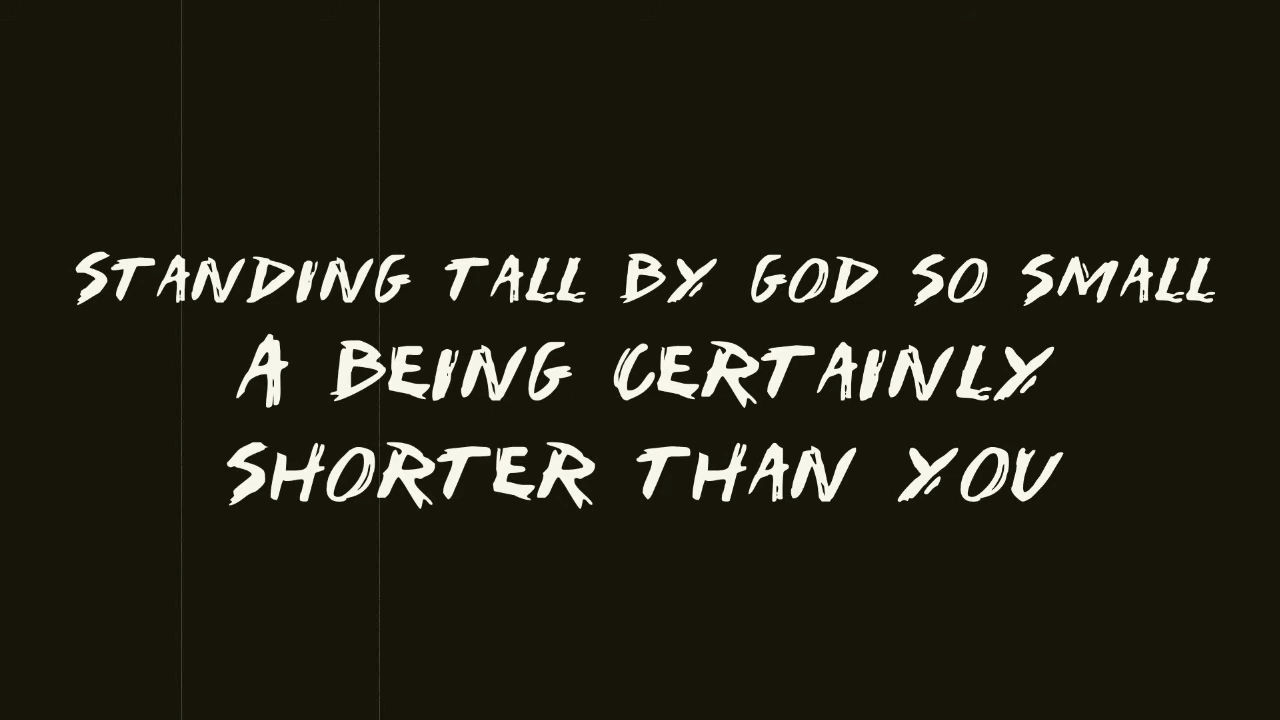 STANDING TALL BY GOD SO SMALL
A BEING CERTAINLY
SHORTER THAN YOU